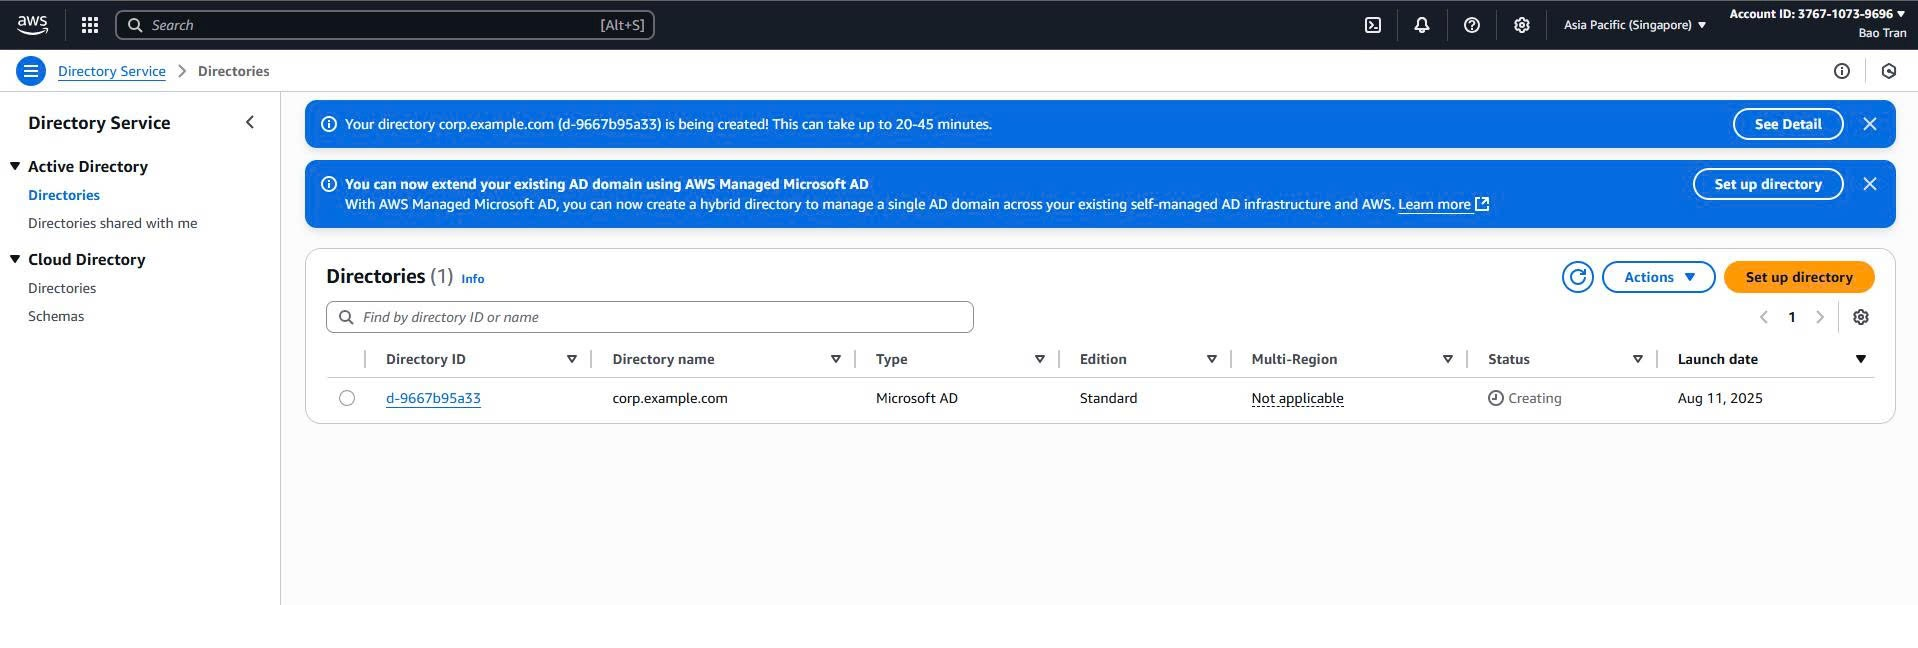 aws
Search [Alt+S]
Asia Pacific (Singapore)
Account ID: 3767-1073-9696
Bao Tran
Directory Service > Directories
Directory Service
Active Directory
Directories
Directories shared with me
Cloud Directory
Directories
Schemas
Your directory corp.example.com (d-9667b95a33) is being created! This can take up to 20-45 minutes.
See Detail
You can now extend your existing AD domain using AWS Managed Microsoft AD
With AWS Managed Microsoft AD, you can now create a hybrid directory to manage a single AD domain across your existing self-managed AD infrastructure and AWS. Learn more
Set up directory
Directories (1) Info
Actions
Set up directory
Find by directory ID or name
1
Directory ID Directory name Type Edition Multi-Region Status Launch date
d-9667b95a33 corp.example.com Microsoft AD Standard Not applicable Creating Aug 11, 2025